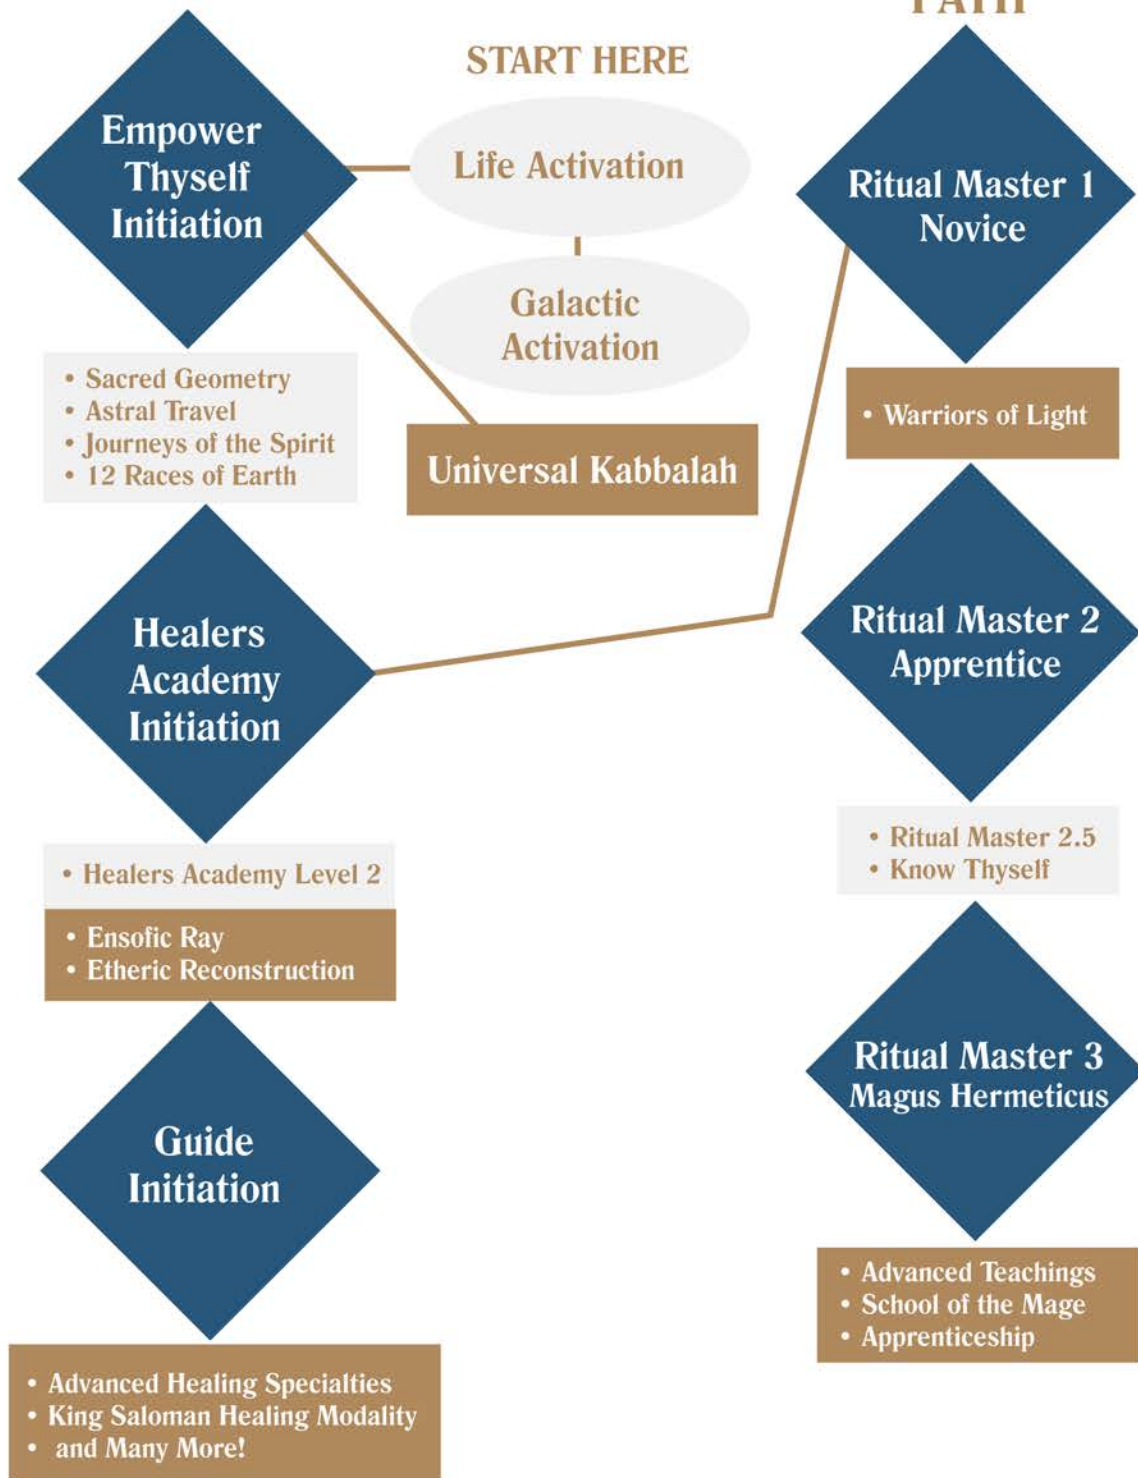 PATH
START HERE
Empower
Thyself
Initiation
Life Activation
Galactic
Activation
Universal Kabbalah
• Sacred Geometry
• Astral Travel
• Journeys of the Spirit
• 12 Races of Earth
Healers
Academy
Initiation
• Healers Academy Level 2
• Ensofic Ray
• Etheric Reconstruction
Guide
Initiation
• Advanced Healing Specialties
• King Saloman Healing Modality
• and Many More!
Ritual Master 1
Novice
• Warriors of Light
Ritual Master 2
Apprentice
• Ritual Master 2.5
• Know Thyself
Ritual Master 3
Magus Hermeticus
• Advanced Teachings
• School of the Mage
• Apprenticeship